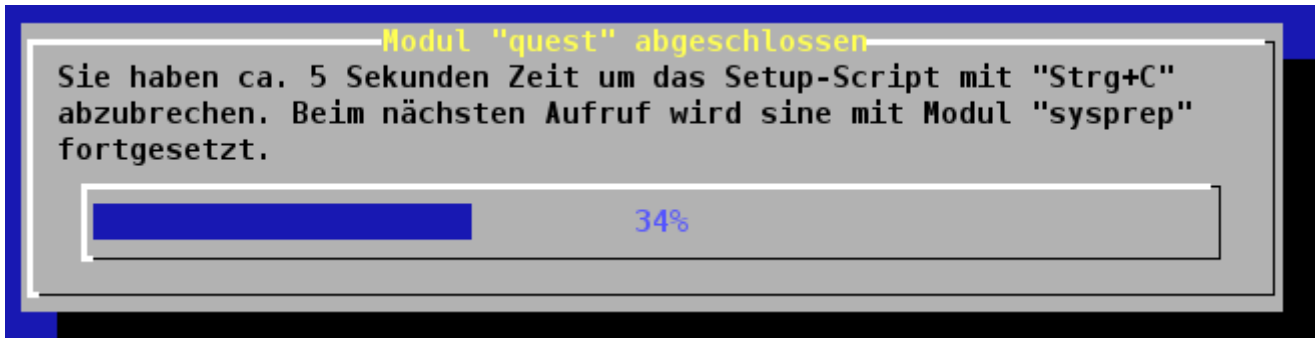 Modul "quest" abgeschlossen
Sie haben ca. 5 Sekunden Zeit um das Setup-Script mit "Strg+C"
abzubrechen. Beim nächsten Aufruf wird sine mit Modul "sysprep"
fortgesetzt.
34%